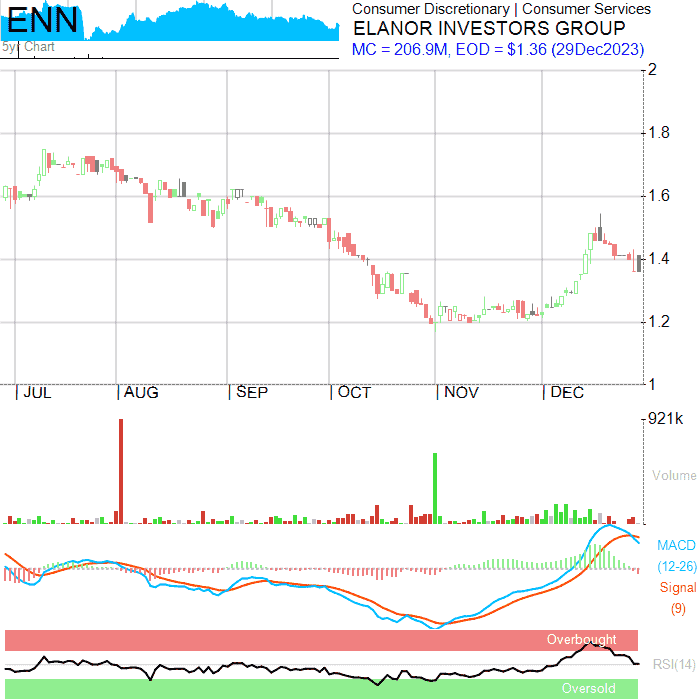 ENN
5yr Chart
Consumer Discretionary | Consumer Services
ELANOR INVESTORS GROUP
MC = 206.9M, EOD = $1.36 (29Dec2023)
2
1.8
1.6
1.4
1.2
1
JUL AUG SEP OCT NOV DEC
921k
Volume
MACD
(12-26)
Signal
(9)
Overbought
RSI(14)
Oversold